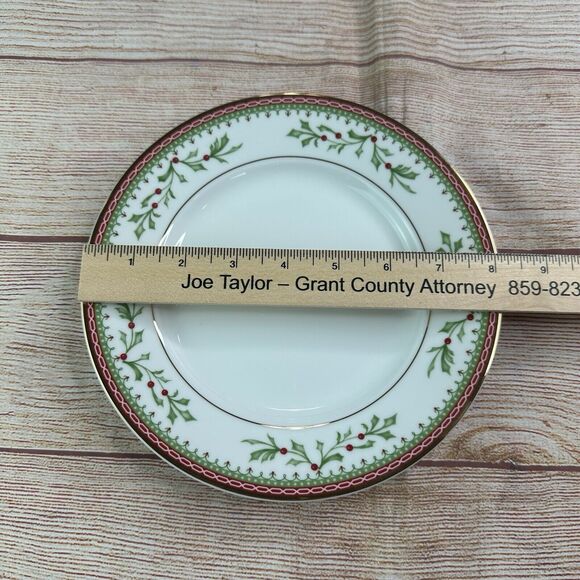 1 2 3 4 5 6 7 8 9
Joe Taylor – Grant County Attorney 859-823